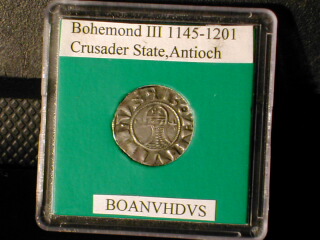 Bohemond III 1145-1201
Crusader State,Antioch
BOANVHDVS